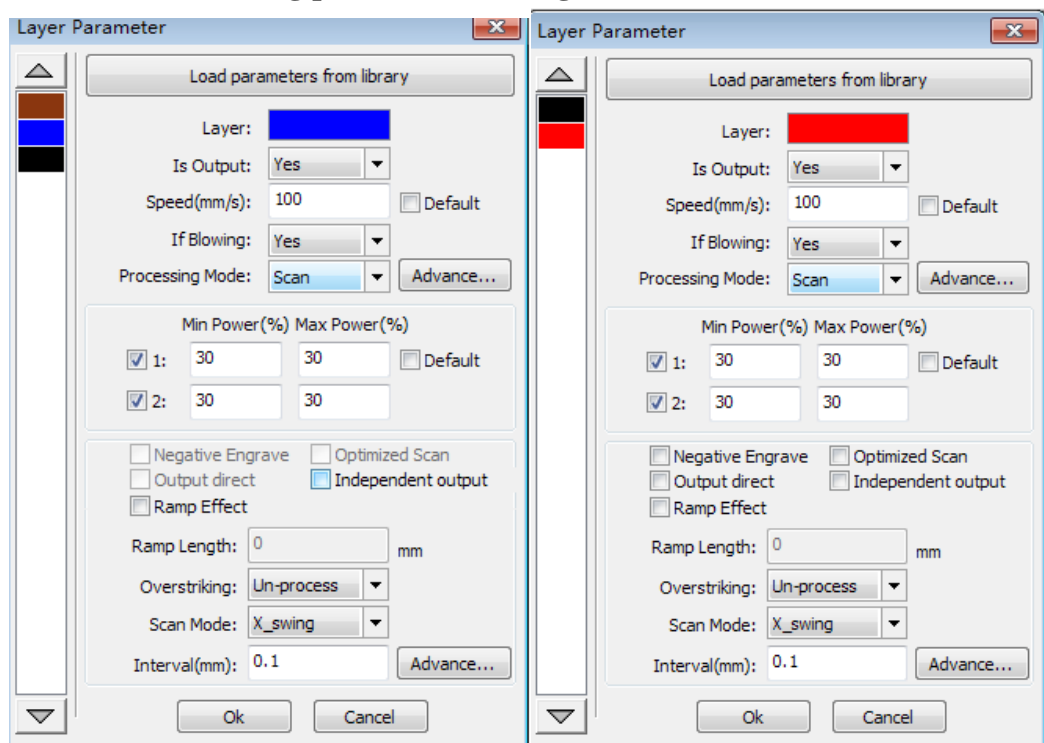 Layer Parameter
Load parameters from library
Layer:
Is Output: Yes
Speed(mm/s): 100 Default
If Blowing: Yes
Processing Mode: Scan Advance...
Min Power(%) Max Power(%)
1: 30 30 Default
2: 30 30
Negative Engrave Optimized Scan
Output direct Independent output
Ramp Effect
Ramp Length: 0 mm
Overstriking: Un-process
Scan Mode: X_swing
Interval(mm): 0.1 Advance...
Ok Cancel
Layer Parameter
Load parameters from library
Layer:
Is Output: Yes
Speed(mm/s): 100 Default
If Blowing: Yes
Processing Mode: Scan Advance...
Min Power(%) Max Power(%)
1: 30 30 Default
2: 30 30
Negative Engrave Optimized Scan
Output direct Independent output
Ramp Effect
Ramp Length: 0 mm
Overstriking: Un-process
Scan Mode: X_swing
Interval(mm): 0.1 Advance...
Ok Cancel